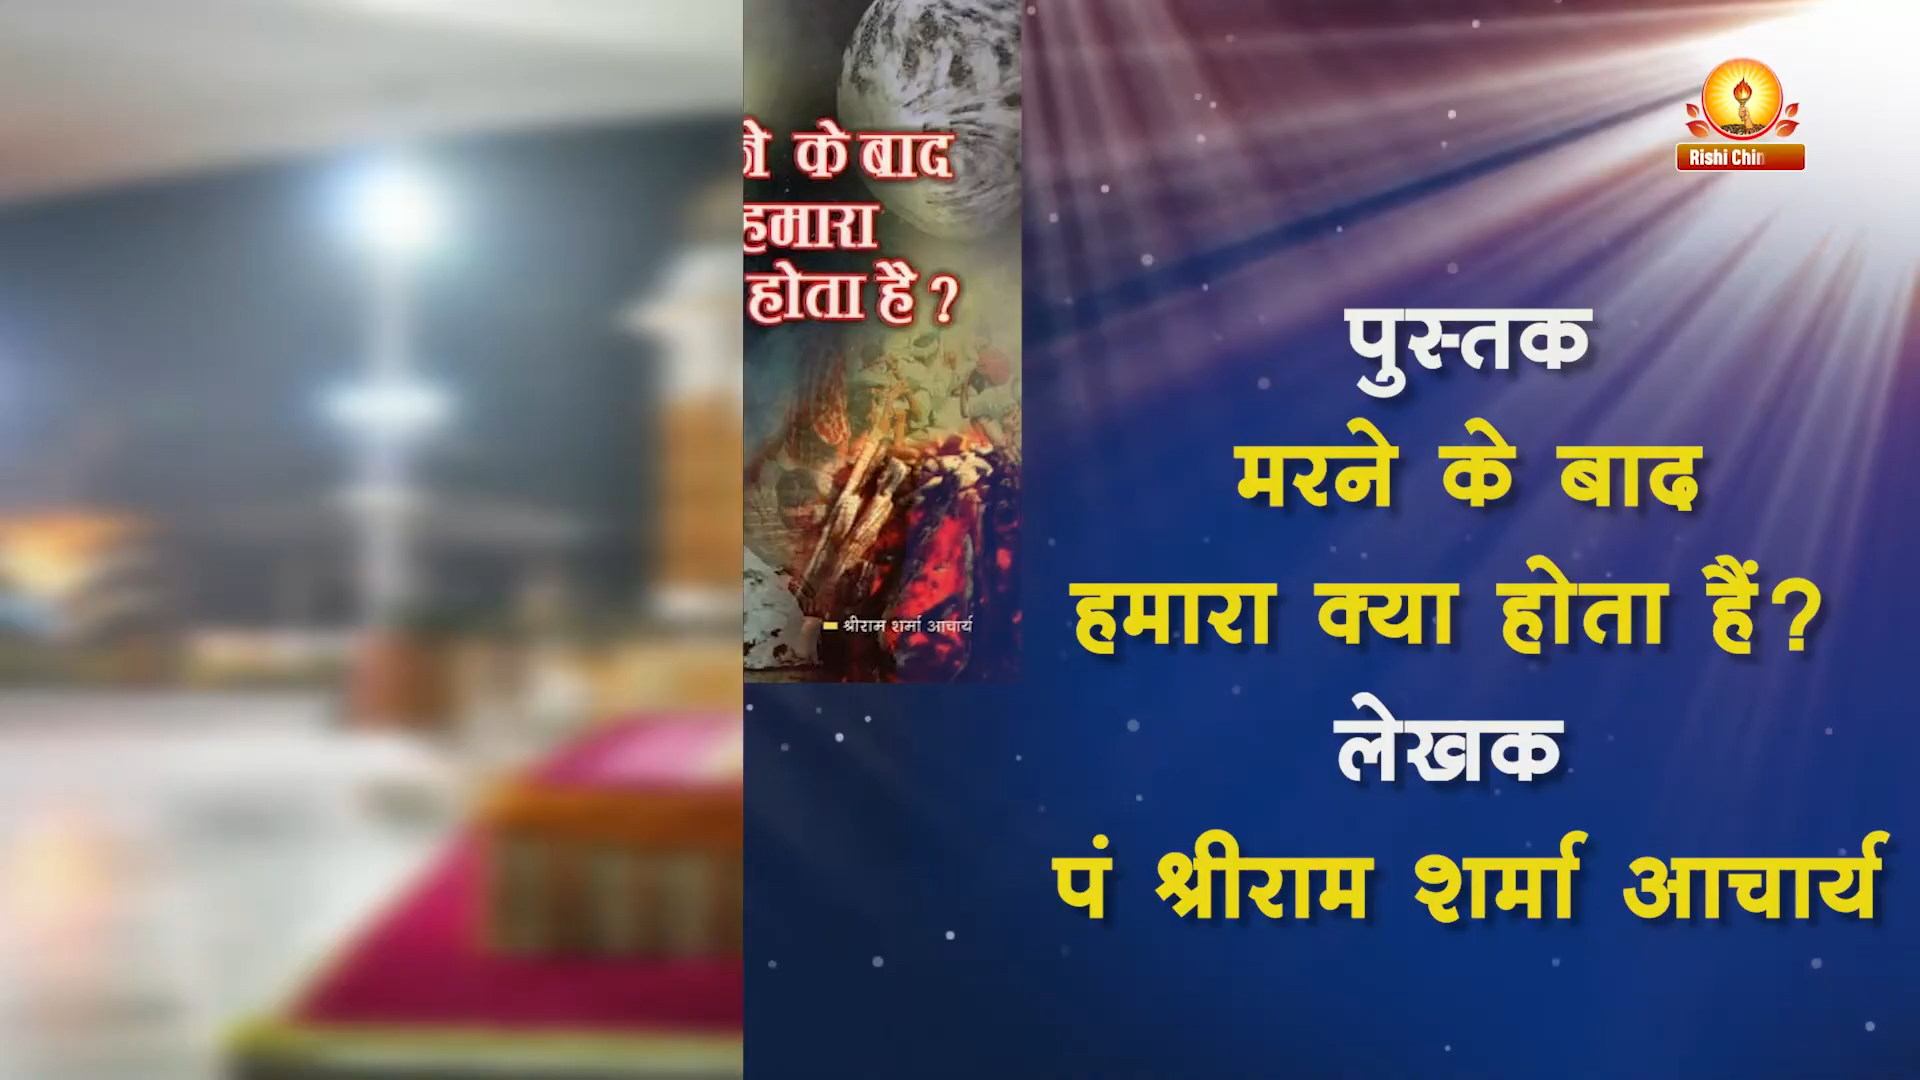 ने के बाद
हमारा
होता है ?
श्रीराम शर्मा आचार्य
Rishi Chin
पुस्तक
मरने के बाद
हमारा क्या होता हैं?
लेखक
पं श्रीराम शर्मा आचार्य